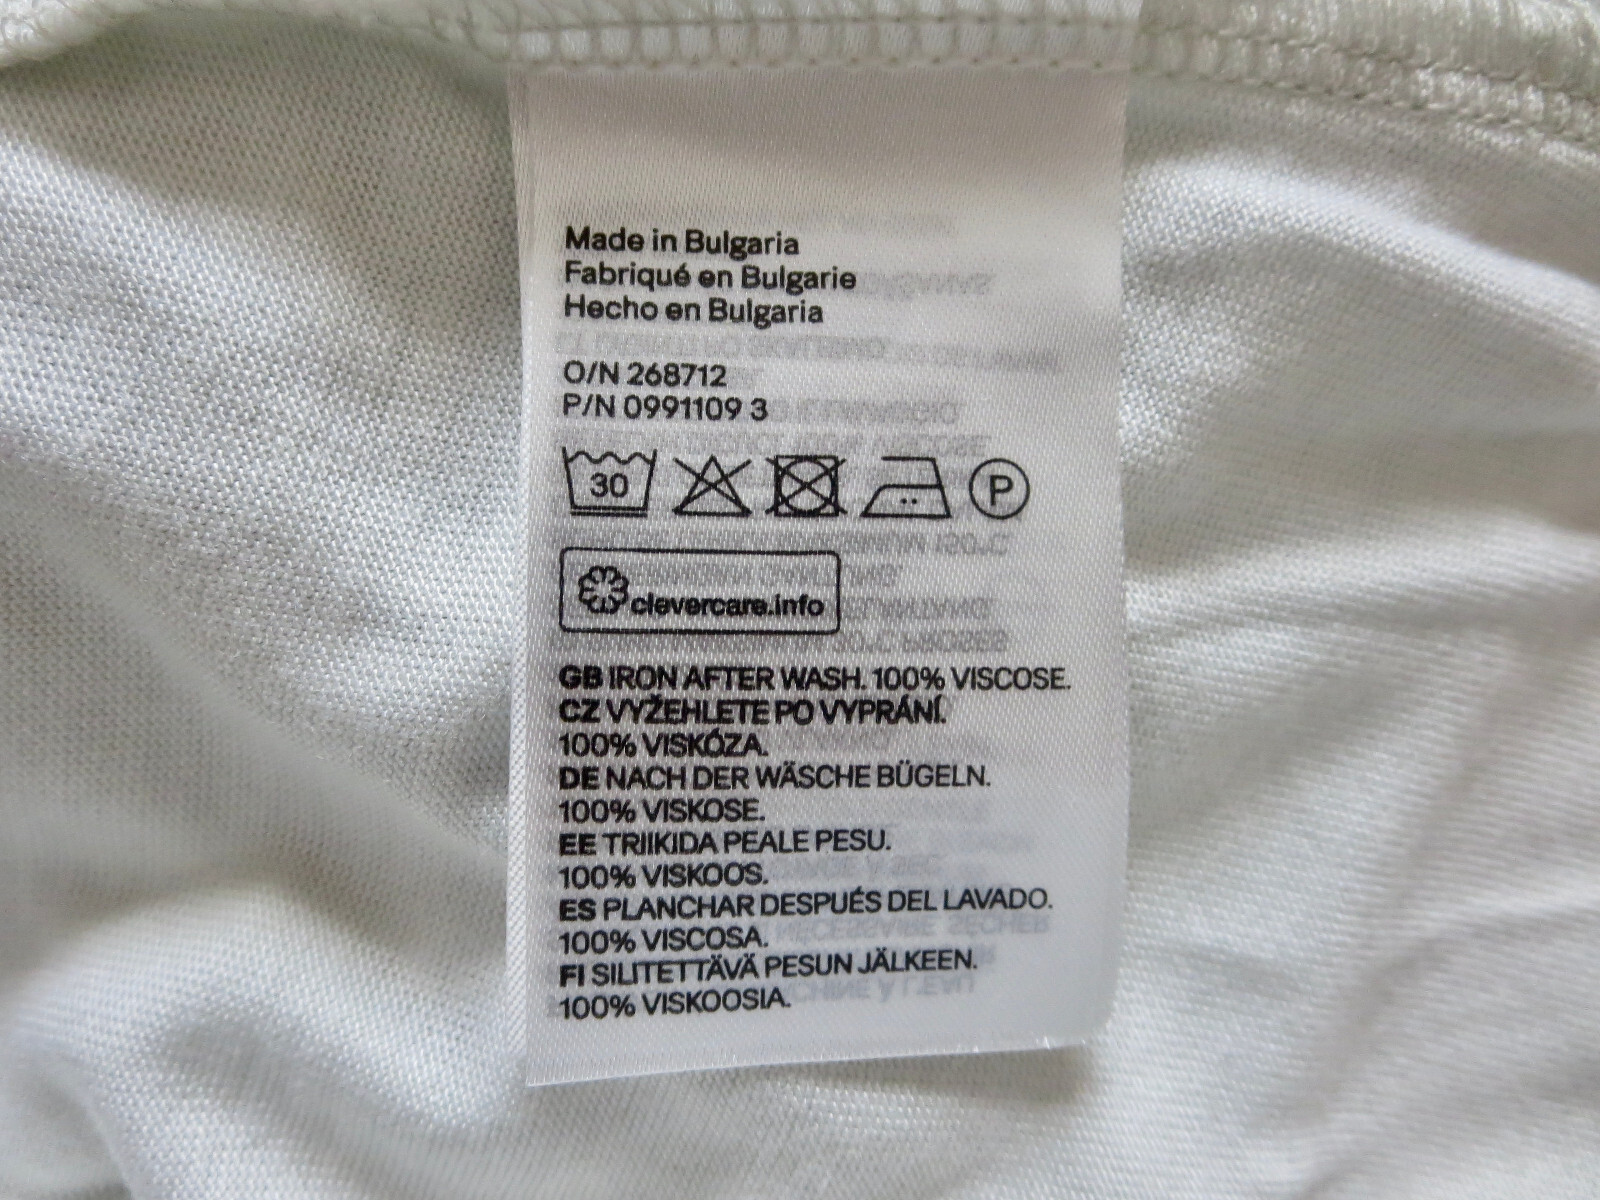 Made in Bulgaria
Fabriqué en Bulgarie
Hecho en Bulgaria
O/N 268712
P/N 0991109 3
30 P
clevercare.info
GB IRON AFTER WASH. 100% VISCOSE.
CZ VYŽEHLETE PO VYPRÁNÍ.
100% VISKÓZA.
DE NACH DER WÄSCHE BÜGELN.
100% VISKOSE.
EE TRIIKIDA PEALE PESU.
100% VISKOOS.
ES PLANCHAR DESPUÉS DEL LAVADO.
100% VISCOSA.
FI SILITETTÄVÄ PESUN JÄLKEEN.
100% VISKOOSIA.